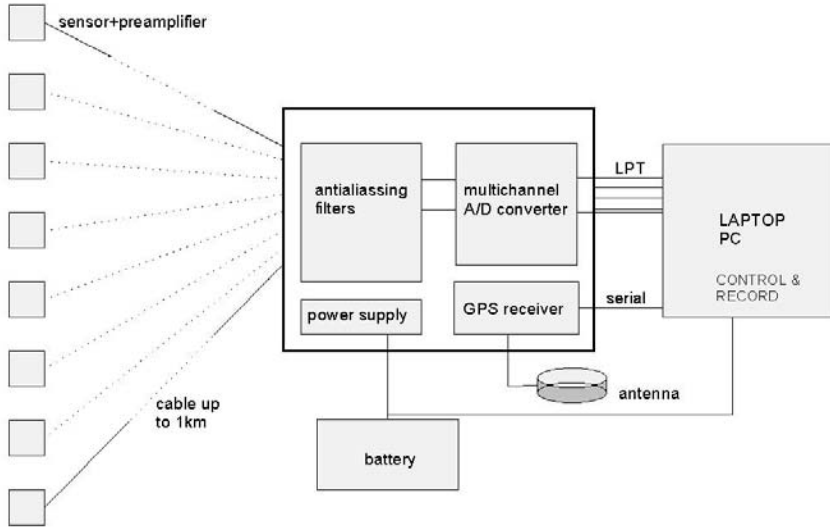 sensor+preamplifier
antialiassing
filters
multichannel
A/D converter
LPT
LAPTOP
PC
CONTROL &
RECORD
power supply
GPS receiver
serial
antenna
cable up
to 1km
battery